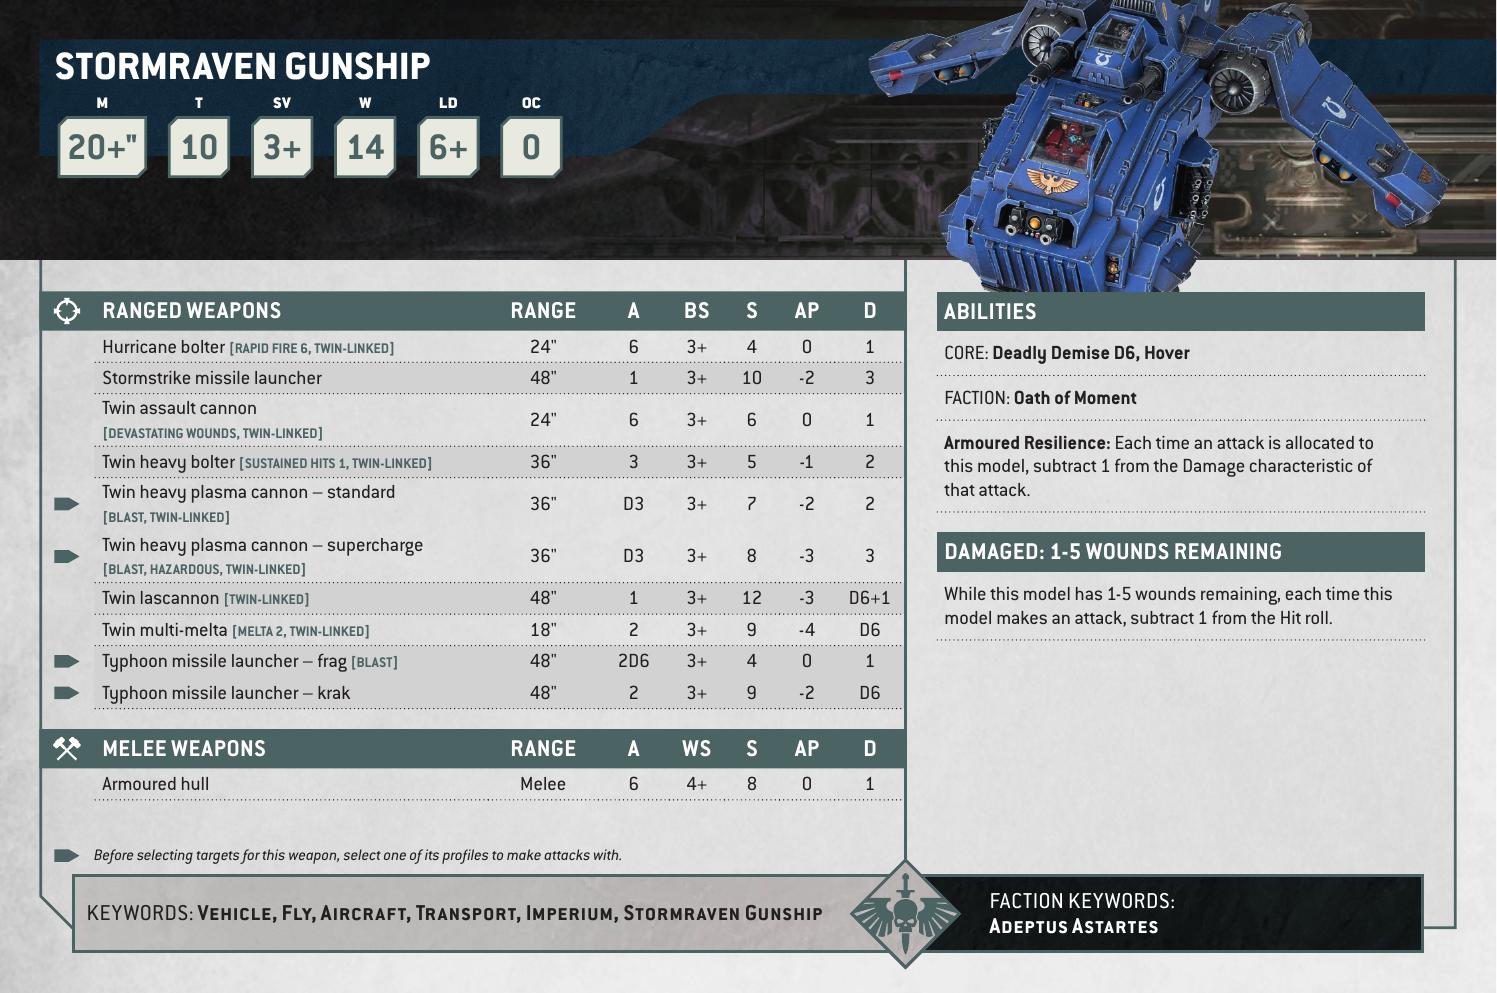 STORMRAVEN GUNSHIP
M T SV W LD OC
20+" 10 3+ 14 6+ 0
RANGED WEAPONS RANGE A BS S AP D
Hurricane bolter [RAPID FIRE 6, TWIN-LINKED] 24" 6 3+ 4 0 1
Stormstrike missile launcher 48" 1 3+ 10 -2 3
Twin assault cannon
[DEVASTATING WOUNDS, TWIN-LINKED] 24" 6 3+ 6 0 1
Twin heavy bolter [SUSTAINED HITS 1, TWIN-LINKED] 36" 3 3+ 5 -1 2
Twin heavy plasma cannon – standard
[BLAST, TWIN-LINKED] 36" D3 3+ 7 -2 2
Twin heavy plasma cannon – supercharge
[BLAST, HAZARDOUS, TWIN-LINKED] 36" D3 3+ 8 -3 3
Twin lascannon [TWIN-LINKED] 48" 1 3+ 12 -3 D6+1
Twin multi-melta [MELTA 2, TWIN-LINKED] 18" 2 3+ 9 -4 D6
Typhoon missile launcher – frag [BLAST] 48" 2D6 3+ 4 0 1
Typhoon missile launcher – krak 48" 2 3+ 9 -2 D6
MELEE WEAPONS RANGE A WS S AP D
Armoured hull Melee 6 4+ 8 0 1
Before selecting targets for this weapon, select one of its profiles to make attacks with.
ABILITIES
CORE: Deadly Demise D6, Hover
FACTION: Oath of Moment
Armoured Resilience: Each time an attack is allocated to
this model, subtract 1 from the Damage characteristic of
that attack.
DAMAGED: 1-5 WOUNDS REMAINING
While this model has 1-5 wounds remaining, each time this
model makes an attack, subtract 1 from the Hit roll.
KEYWORDS: VEHICLE, FLY, AIRCRAFT, TRANSPORT, IMPERIUM, STORMRAVEN GUNSHIP
FACTION KEYWORDS:
ADEPTUS ASTARTES